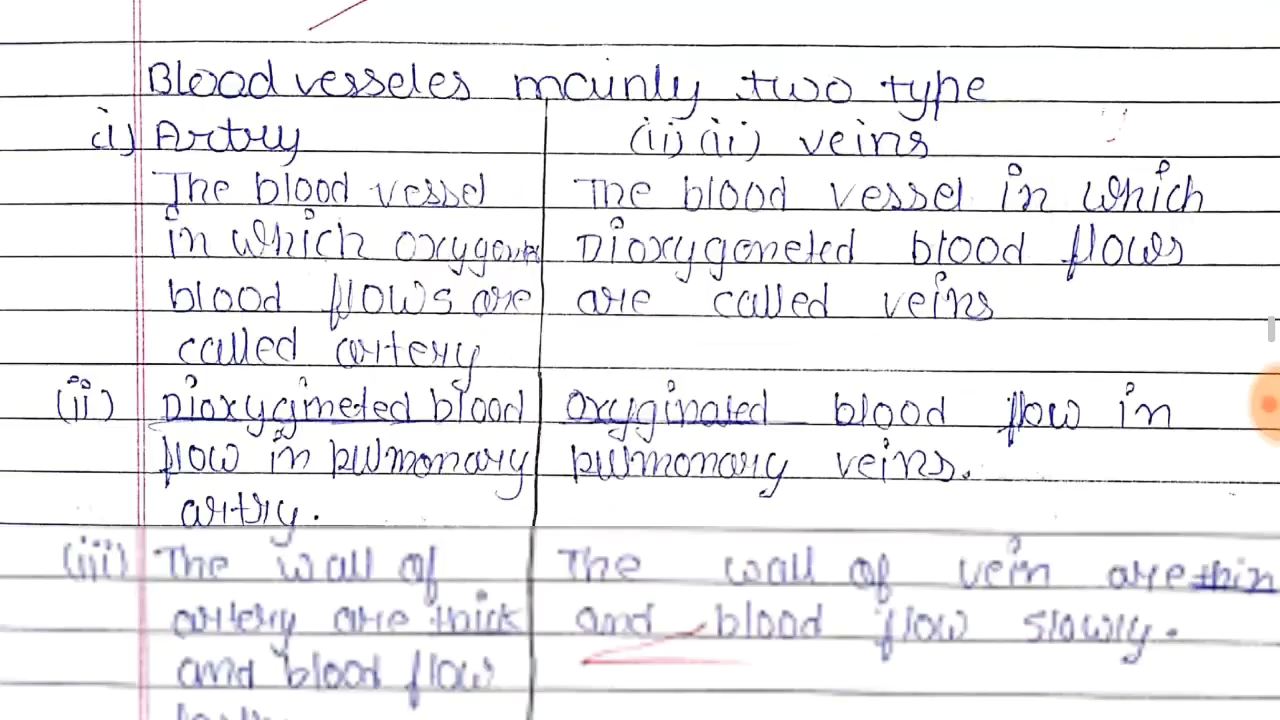 Blood vesseles mainly two type
(i) Artry
(ii) (ii) veins
The blood vessel
in which
blood flows are
called artery
The blood vessel in which
Dioxygeneted blood flows
are called veins
(ii) Dioxygineted blood
flow in pulmonary
artry.
Oxyginated blood flow in
pulmonary veins.
(iii) The wall of
artery are thick
and blood flow
The wall of vein are thin
and blood flow slowly.